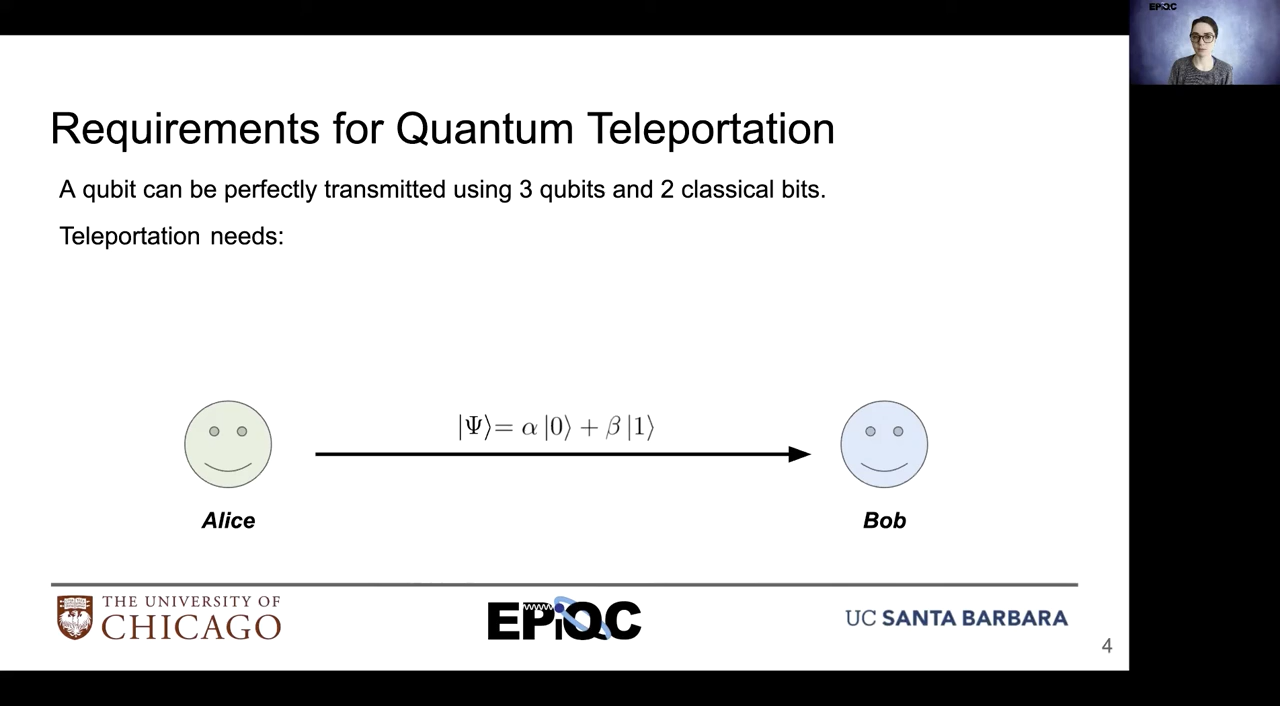 EPiQC
Requirements for Quantum Teleportation
A qubit can be perfectly transmitted using 3 qubits and 2 classical bits.
Teleportation needs:
|Ψ⟩= α |0⟩ + β |1⟩
Alice
Bob
THE UNIVERSITY OF
CHICAGO
EPiQC
UC SANTA BARBARA
4